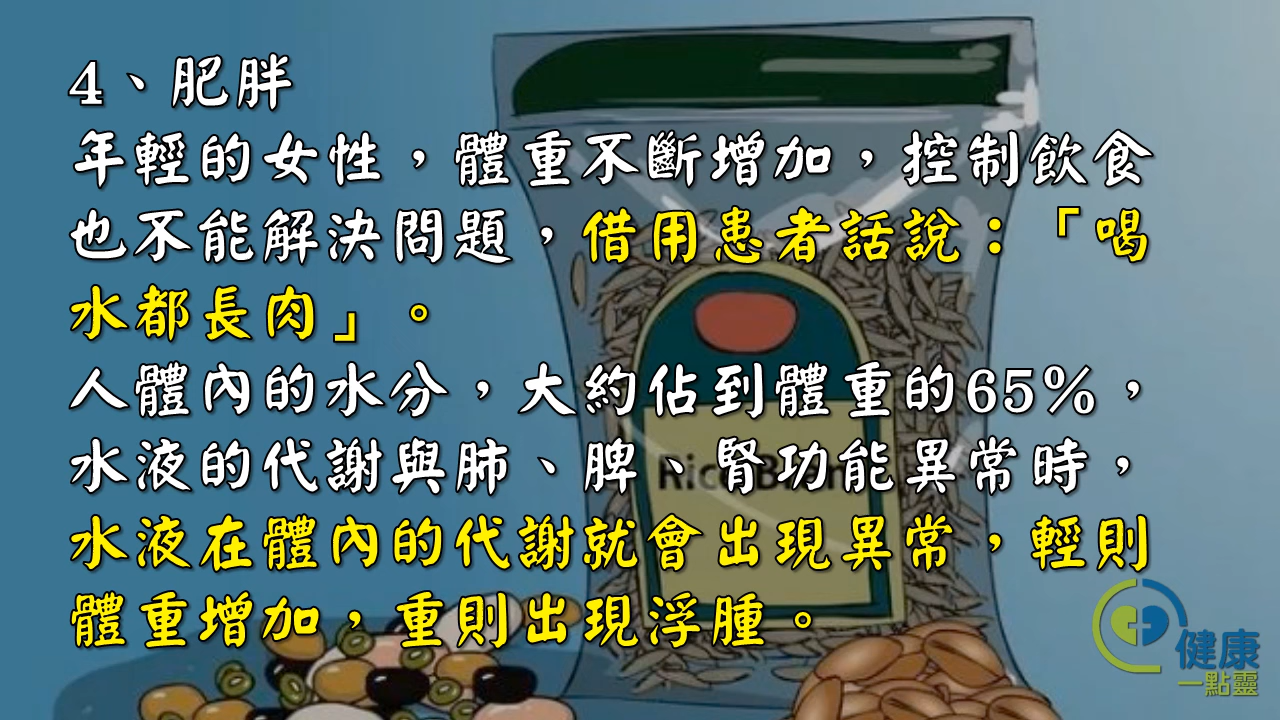 4、肥胖
年輕的女性，體重不斷增加，控制飲食
也不能解決問題，借用患者話說：「喝
水都長肉」。
人體內的水分，大約佔到體重的65%，
水液的代謝與肺、脾、腎功能異常時，
水液在體內的代謝就會出現異常，輕則
體重增加，重則出現浮腫。
Rice Bran
健康
一點靈